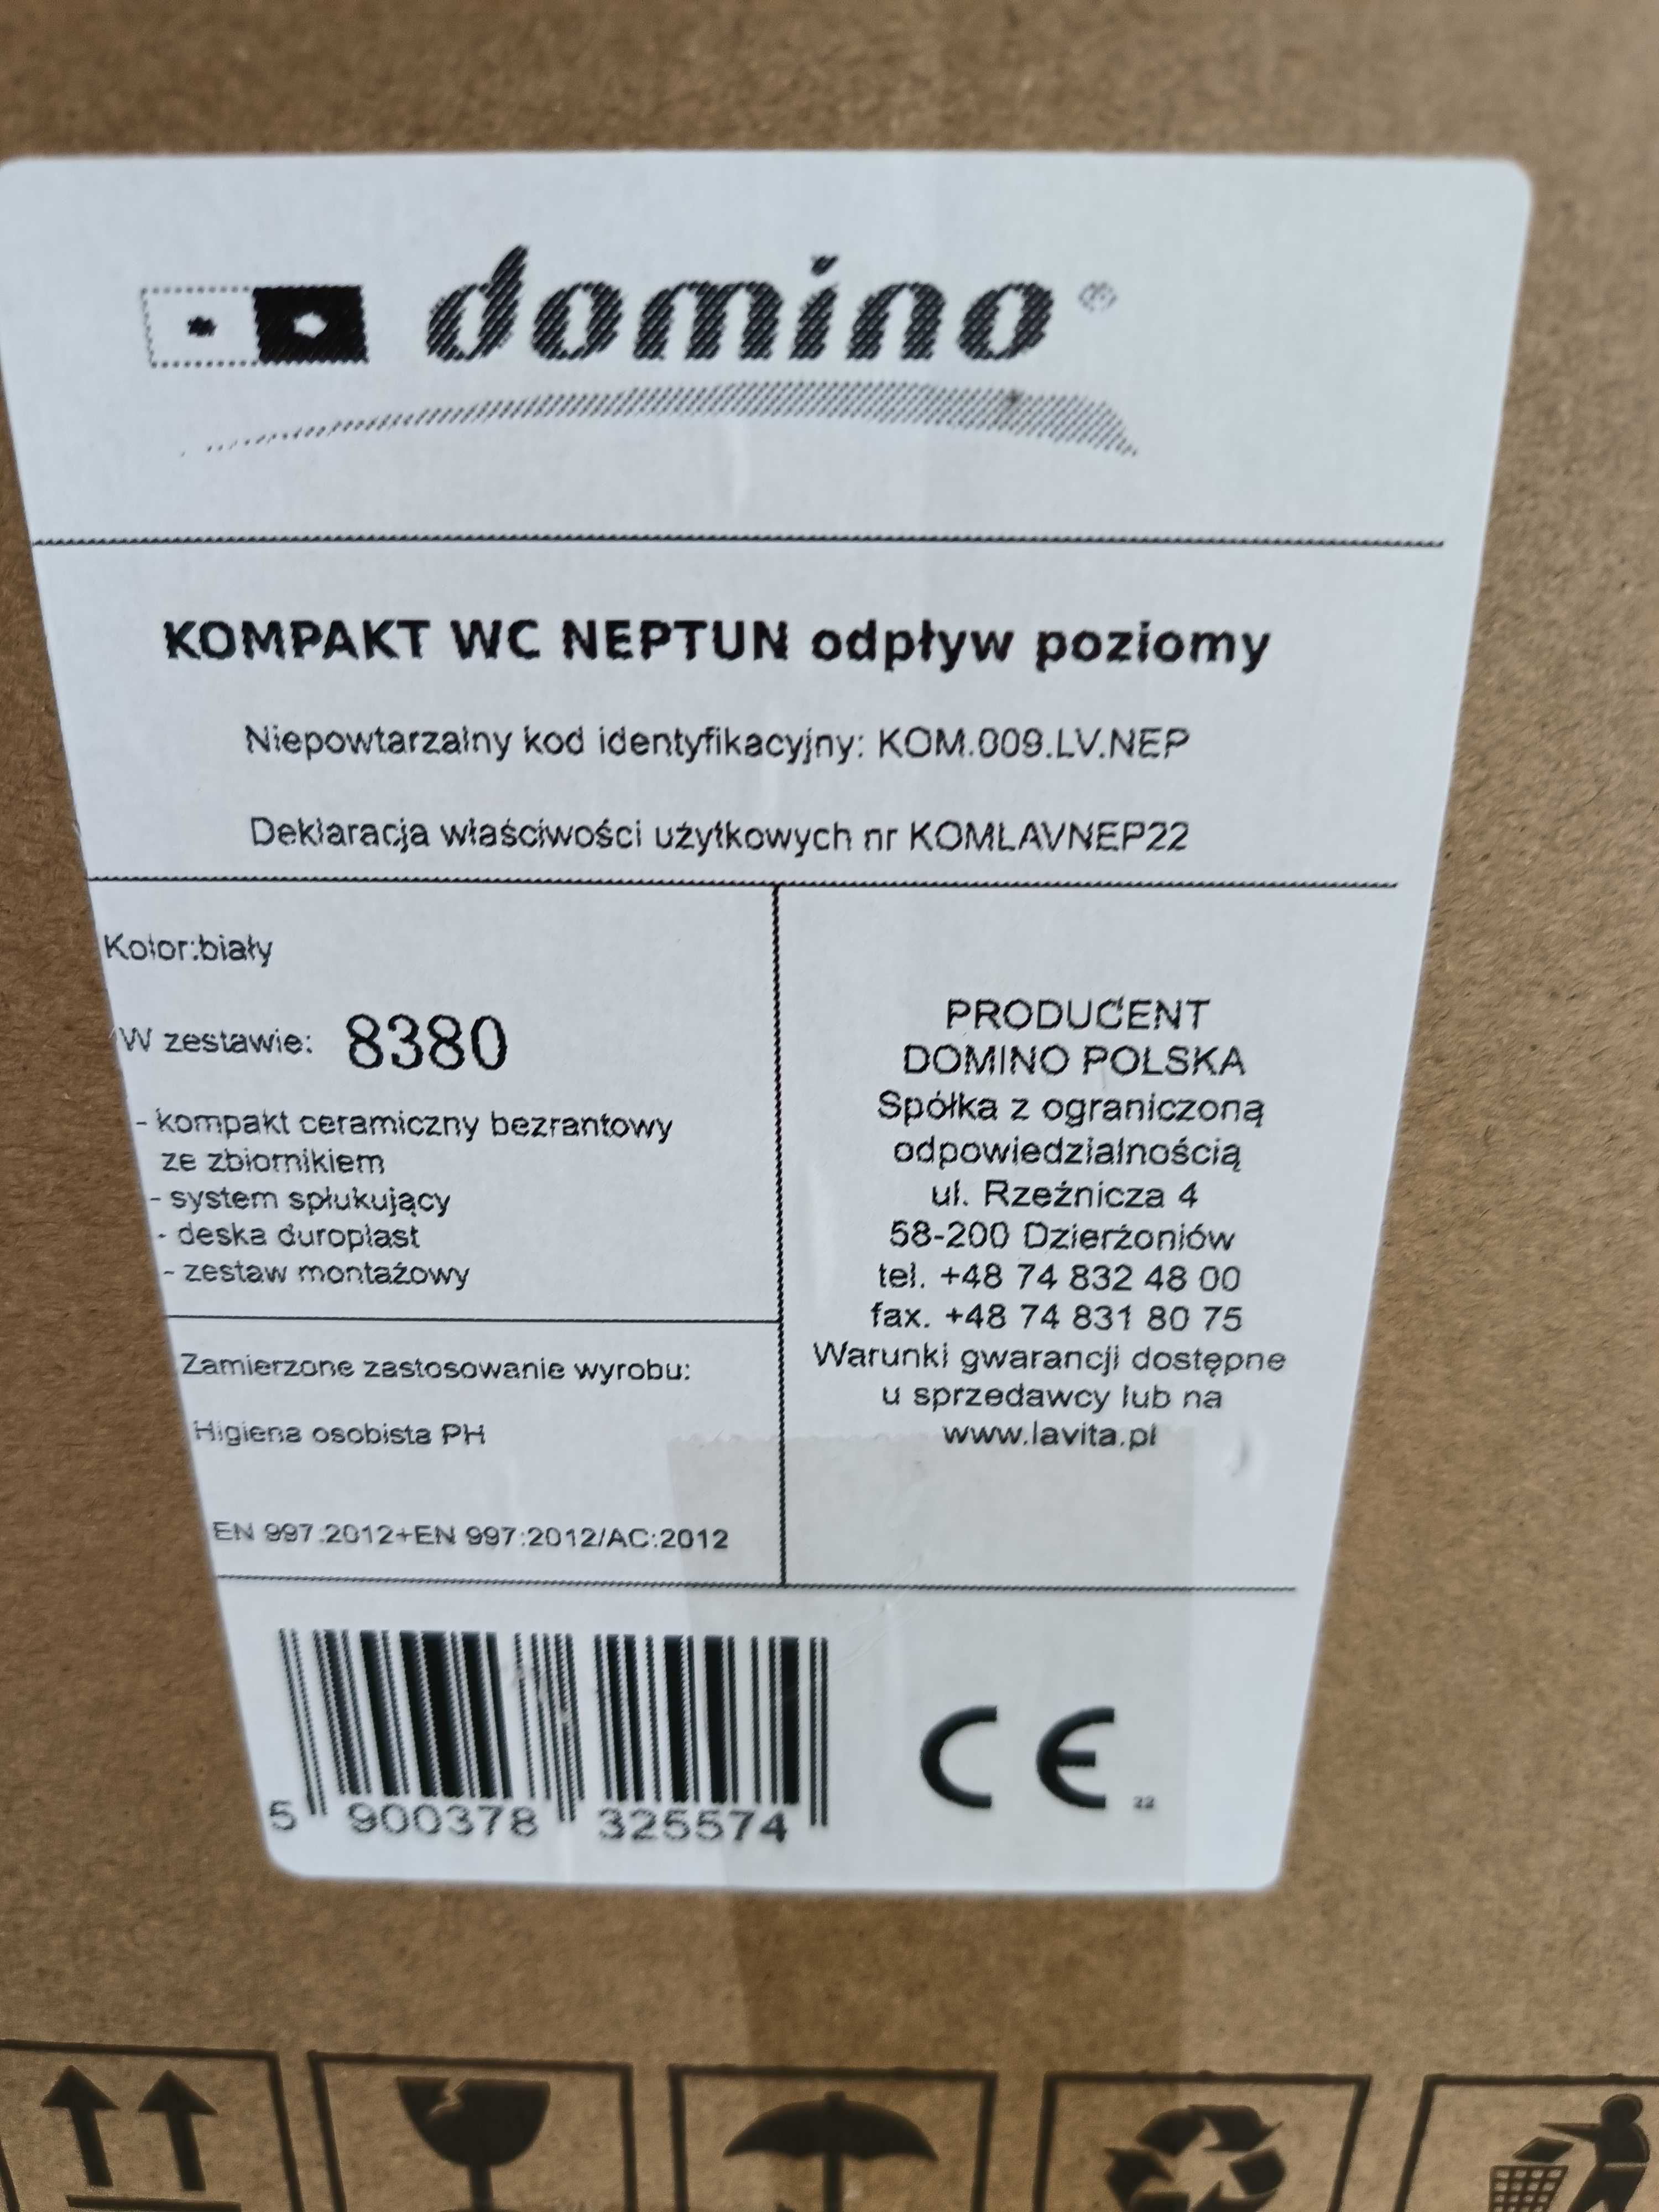 domino®
KOMPAKT WC NEPTUN odpływ poziomy
Niepowtarzalny kod identyfikacyjny: KOM.009.LV.NEP
Deklaracja właściwości użytkowych nr KOMLAVNEP22
Kolor:biały
W zestawie: 8380
- kompakt ceramiczny bezrantowy
ze zbiornikiem
- system spłukujący
- deska duroplast
- zestaw montażowy
Zamierzone zastosowanie wyrobu:
Higiena osobista PH
EN 997:2012+EN 997:2012/AC:2012
PRODUCENT
DOMINO POLSKA
Spółka z ograniczoną
odpowiedzialnością
ul. Rzeźnicza 4
58-200 Dzierżoniów
tel. +48 74 832 48 00
fax. +48 74 831 80 75
Warunki gwarancji dostępne
u sprzedawcy lub na
www.lavita.pl
5 900378 325574
CE 22